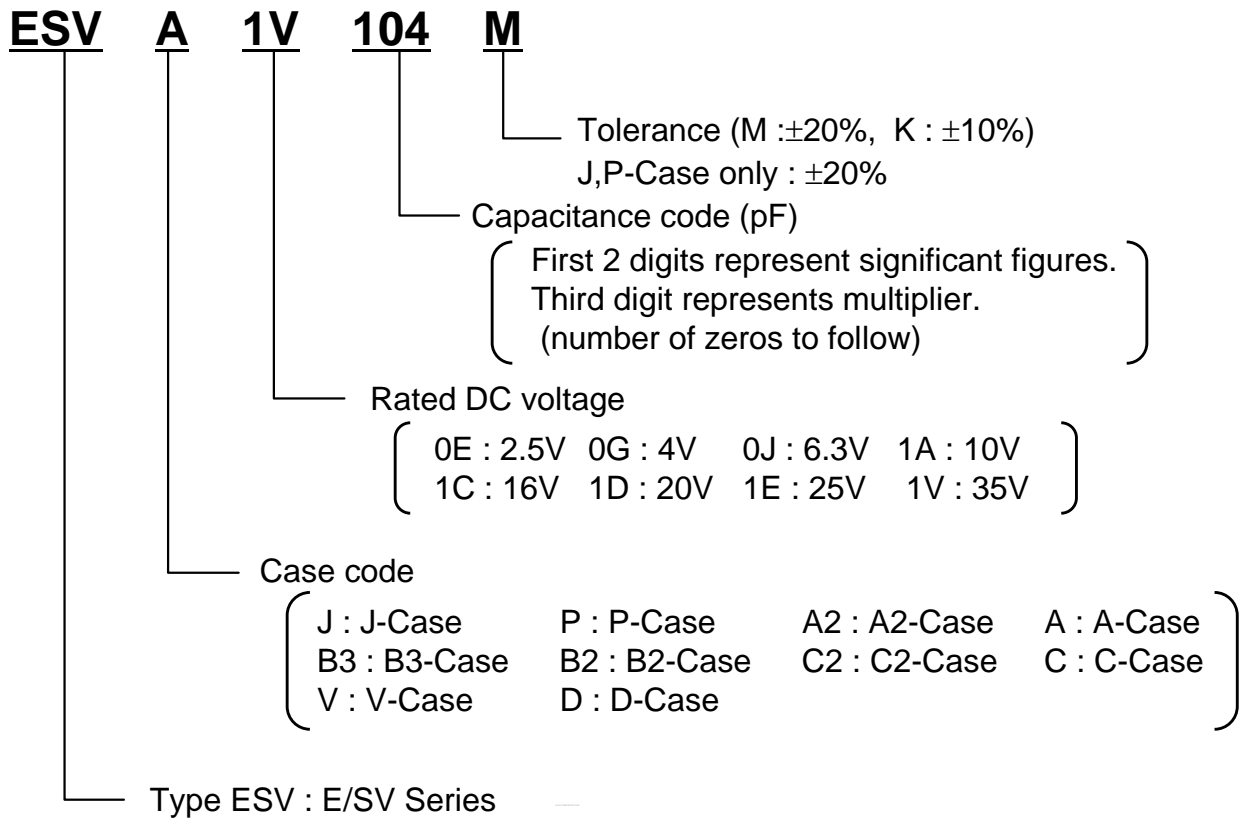 ESV A 1V 104 M
Tolerance (M :±20%, K : ±10%)
J,P-Case only : ±20%
Capacitance code (pF)
First 2 digits represent significant figures.
Third digit represents multiplier.
(number of zeros to follow)
Rated DC voltage
0E : 2.5V 0G : 4V 0J : 6.3V 1A : 10V
1C : 16V 1D : 20V 1E : 25V 1V : 35V
Case code
J : J-Case P : P-Case A2 : A2-Case A : A-Case
B3 : B3-Case B2 : B2-Case C2 : C2-Case C : C-Case
V : V-Case D : D-Case
Type ESV : E/SV Series